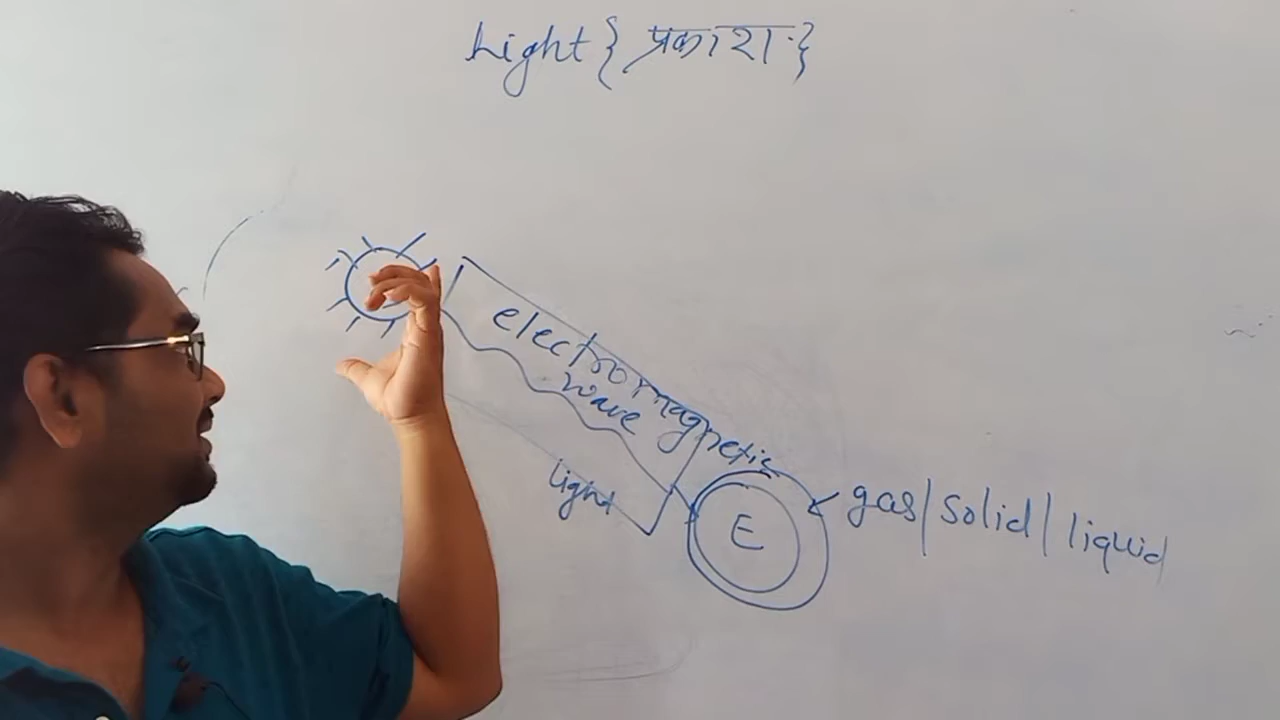 Light { प्रकाश }
electromagnetic
wave
light
E
gas/solid/liquid